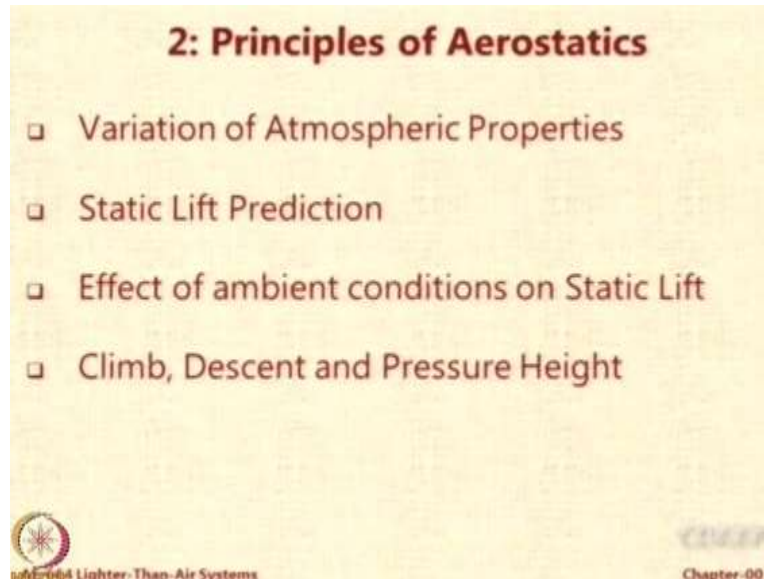 2: Principles of Aerostatics
Variation of Atmospheric Properties
Static Lift Prediction
Effect of ambient conditions on Static Lift
Climb, Descent and Pressure Height
CDEEP
Lighter-Than-Air Systems
Chapter-00